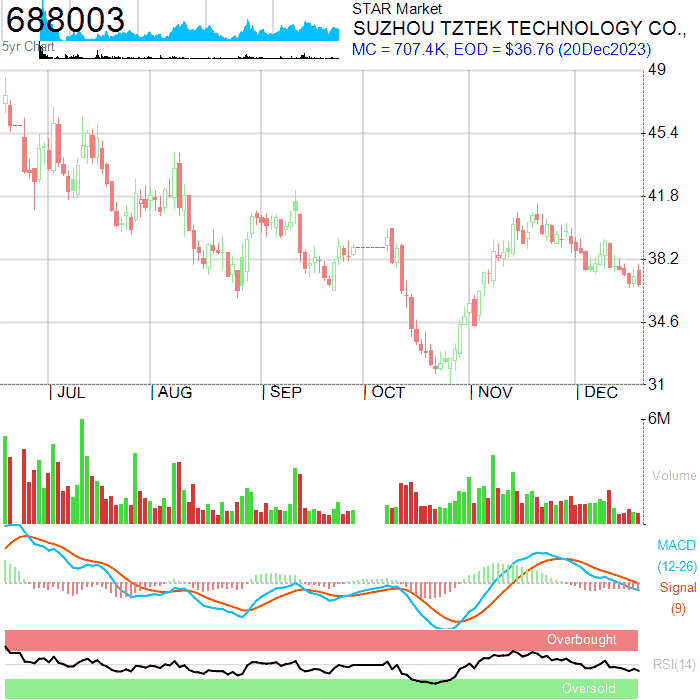 688003
STAR Market
SUZHOU TZTEK TECHNOLOGY CO.,
5yr Chart
MC = 707.4K, EOD = $36.76 (20Dec2023)
49
45.4
41.8
38.2
34.6
31
JUL
AUG
SEP
OCT
NOV
DEC
6M
Volume
MACD
(12-26)
Signal
(9)
Overbought
RSI(14)
Oversold